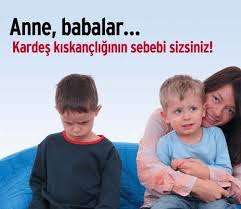 Anne, babalar...
Kardeş kıskançlığının sebebi sizsiniz!